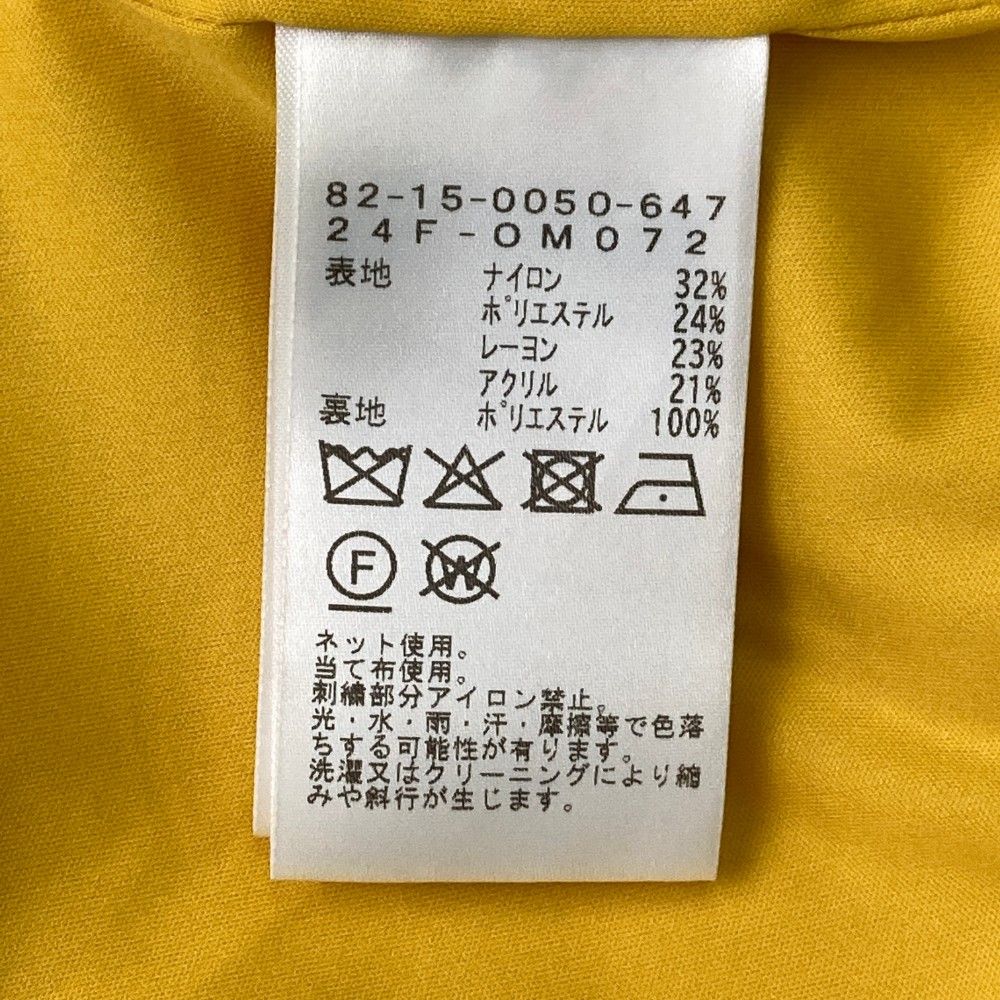 82-15-0050-647
24F-OM072
表地 ナイロン 32%
ポリエステル 24%
レーヨン 23%
アクリル 21%
裏地 ポリエステル 100%
F W
ネット使用。
当て布使用。
刺繍部分アイロン禁止。
光・水・雨・汗・摩擦等で色落
ちする可能性が有ります。
洗濯又はクリーニングにより縮
みや斜行が生じます。